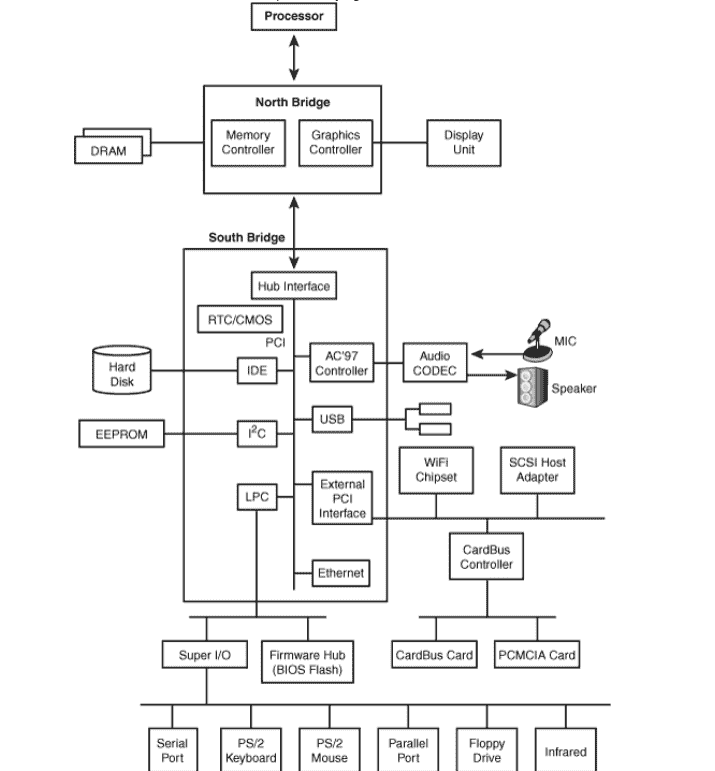 Processor
North Bridge
Memory
Controller
Graphics
Controller
DRAM
Display
Unit
South Bridge
Hub Interface
RTC/CMOS
PCI
Hard
Disk
IDE
AC'97
Controller
Audio
CODEC
MIC
Speaker
EEPROM
I²C
USB
LPC
External
PCI
Interface
WiFi
Chipset
SCSI Host
Adapter
CardBus
Controller
Ethernet
Super I/O
Firmware Hub
(BIOS Flash)
CardBus Card
PCMCIA Card
Serial
Port
PS/2
Keyboard
PS/2
Mouse
Parallel
Port
Floppy
Drive
Infrared